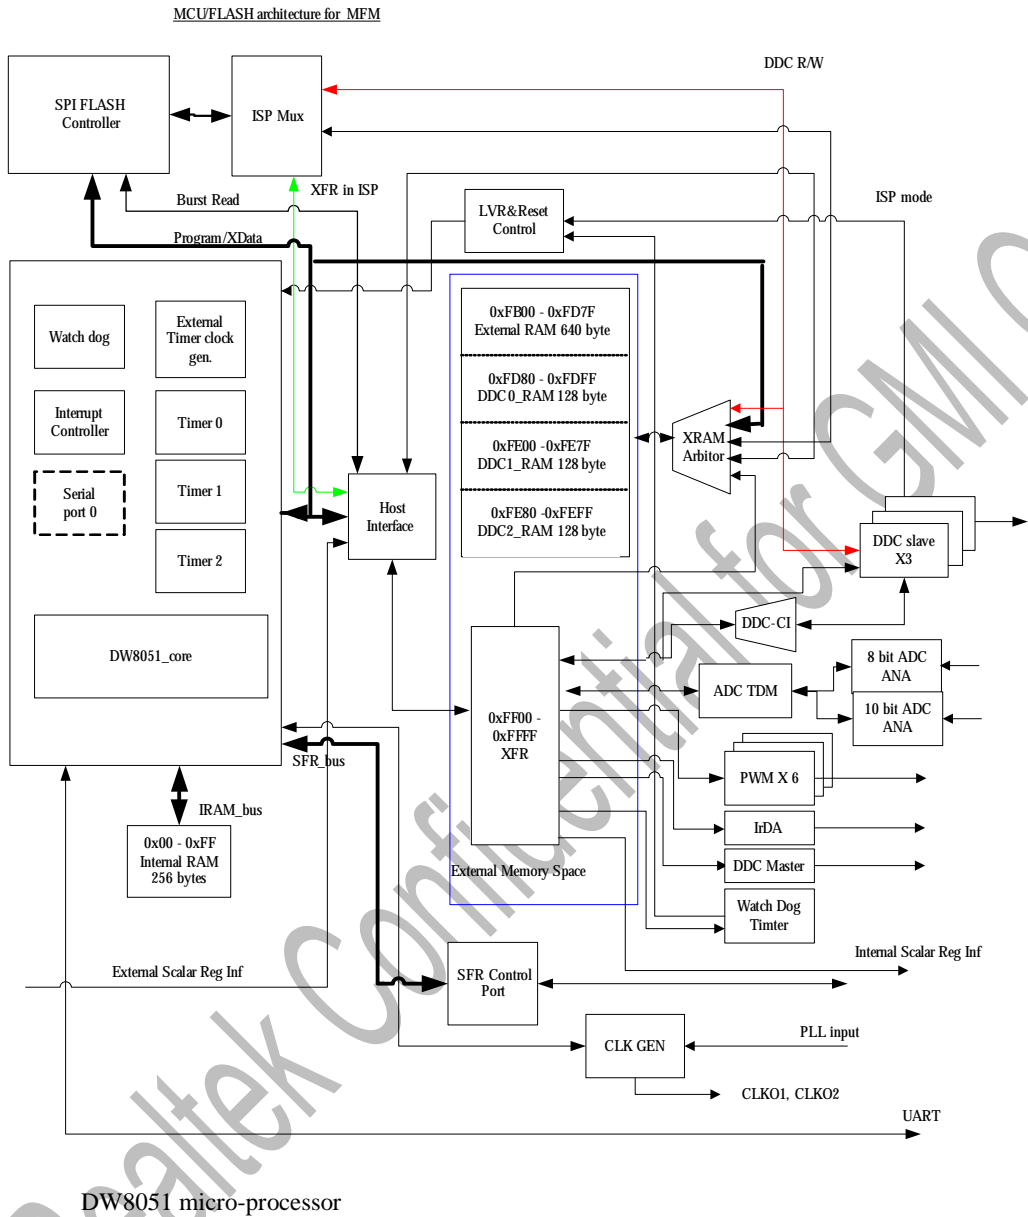 MCU/FLASH architecture for MFM
DDC R/W
SPI FLASH
Controller
ISP Mux
XFR in ISP
Burst Read
Program/XData
LVR&Reset
Control
ISP mode
Watch dog
External
Timer clock
gen.
Interrupt
Controller
Timer 0
Serial
port 0
Timer 1
Timer 2
DW8051_core
Host
Interface
0xFB00 - 0xFD7F
External RAM 640 byte
0xFD80 - 0xFDFF
DDC0_RAM 128 byte
0xFE00 -0xFE7F
DDC1_RAM 128 byte
0xFE80 -0xFEFF
DDC2_RAM 128 byte
XRAM
Arbitor
DDC slave
X3
DDC-CI
ADC TDM
8 bit ADC
ANA
10 bit ADC
ANA
0xFF00 -
0xFFFF
XFR
SFR_bus
IRAM_bus
0x00 - 0xFF
Internal RAM
256 bytes
PWM X 6
IrDA
DDC Master
Watch Dog
Timter
External Memory Space
External Scalar Reg Inf
Internal Scalar Reg Inf
SFR Control
Port
CLK GEN
PLL input
CLKO1, CLKO2
UART
DW8051 micro-processor
Realtek Confidential for GMI C